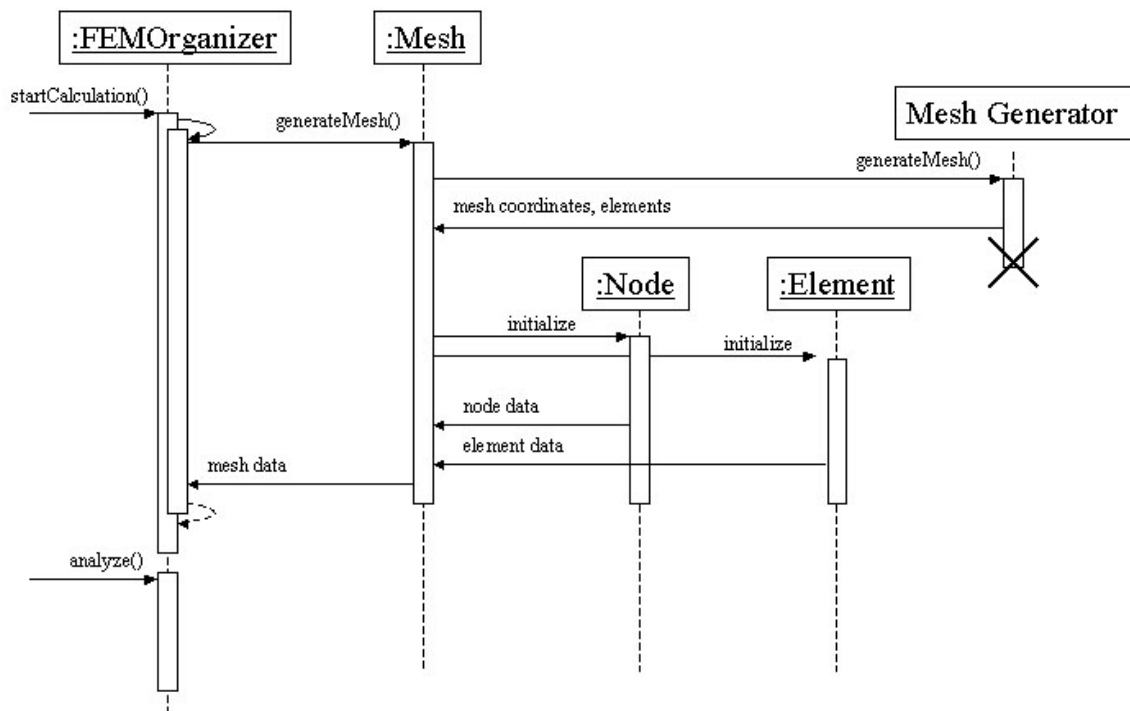 :FEMOrganizer
:Mesh
startCalculation()
generateMesh()
Mesh Generator
generateMesh()
mesh coordinates, elements
:Node
:Element
initialize
initialize
node data
element data
mesh data
analyze()